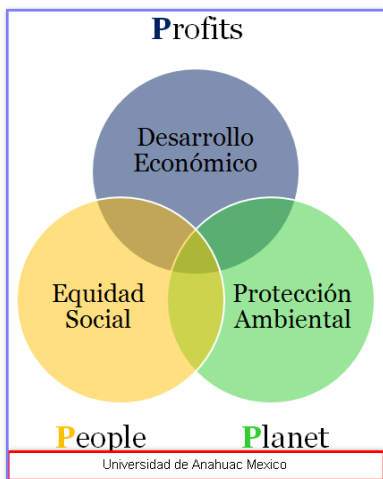 Profits
Desarrollo
Económico
Equidad
Social
Protección
Ambiental
People
Planet
Universidad de Anahuac Mexico